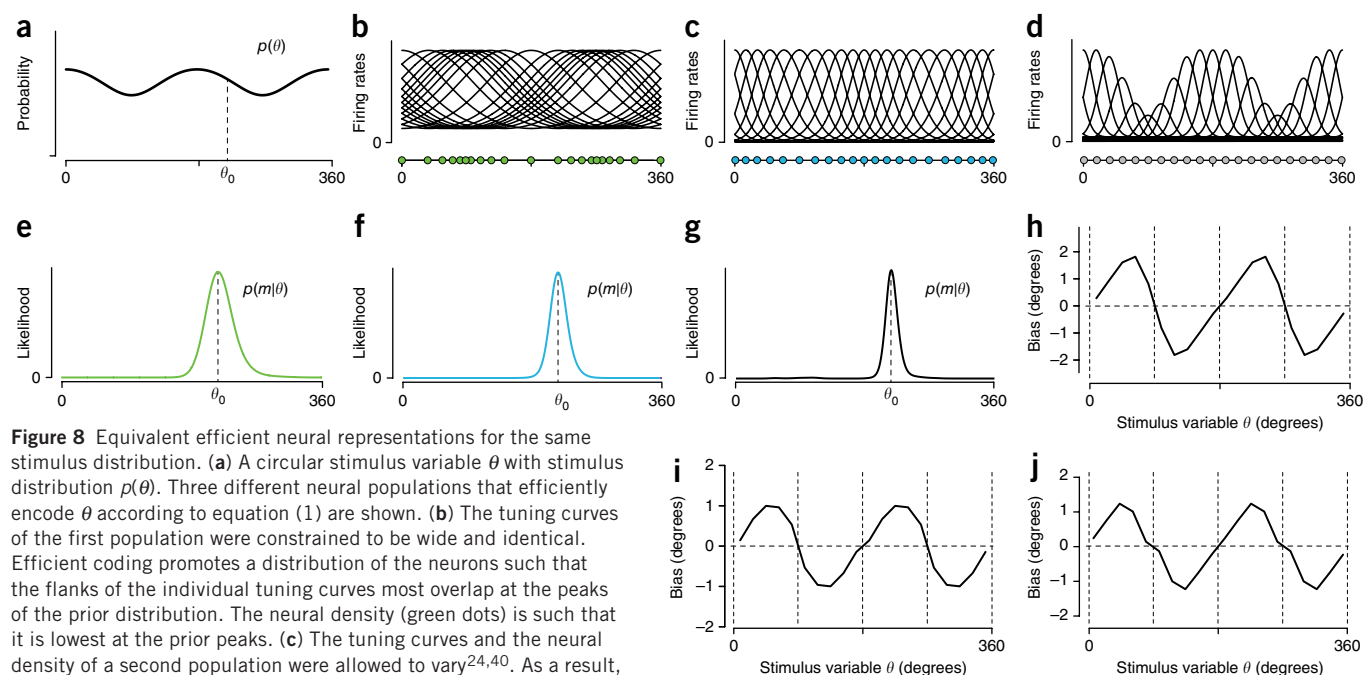 a
Probability
p(θ)
0
θ0
360
b
Firing rates
0
0
360
c
Firing rates
0
0
360
d
Firing rates
0
0
360
e
Likelihood
p(m|θ)
0
0
θ0
360
f
Likelihood
p(m|θ)
0
0
θ0
360
g
Likelihood
p(m|θ)
0
0
θ0
360
h
Bias (degrees)
2
1
0
–1
–2
0
360
Stimulus variable θ (degrees)
Figure 8 Equivalent efficient neural representations for the same
stimulus distribution. (a) A circular stimulus variable θ with stimulus
distribution p(θ). Three different neural populations that efficiently
encode θ according to equation (1) are shown. (b) The tuning curves
of the first population were constrained to be wide and identical.
Efficient coding promotes a distribution of the neurons such that
the flanks of the individual tuning curves most overlap at the peaks
of the prior distribution. The neural density (green dots) is such that
it is lowest at the prior peaks. (c) The tuning curves and the neural
density of a second population were allowed to vary24,40. As a result,
i
Bias (degrees)
2
1
0
–1
–2
0
360
Stimulus variable θ (degrees)
j
Bias (degrees)
2
1
0
–1
–2
0
360
Stimulus variable θ (degrees)